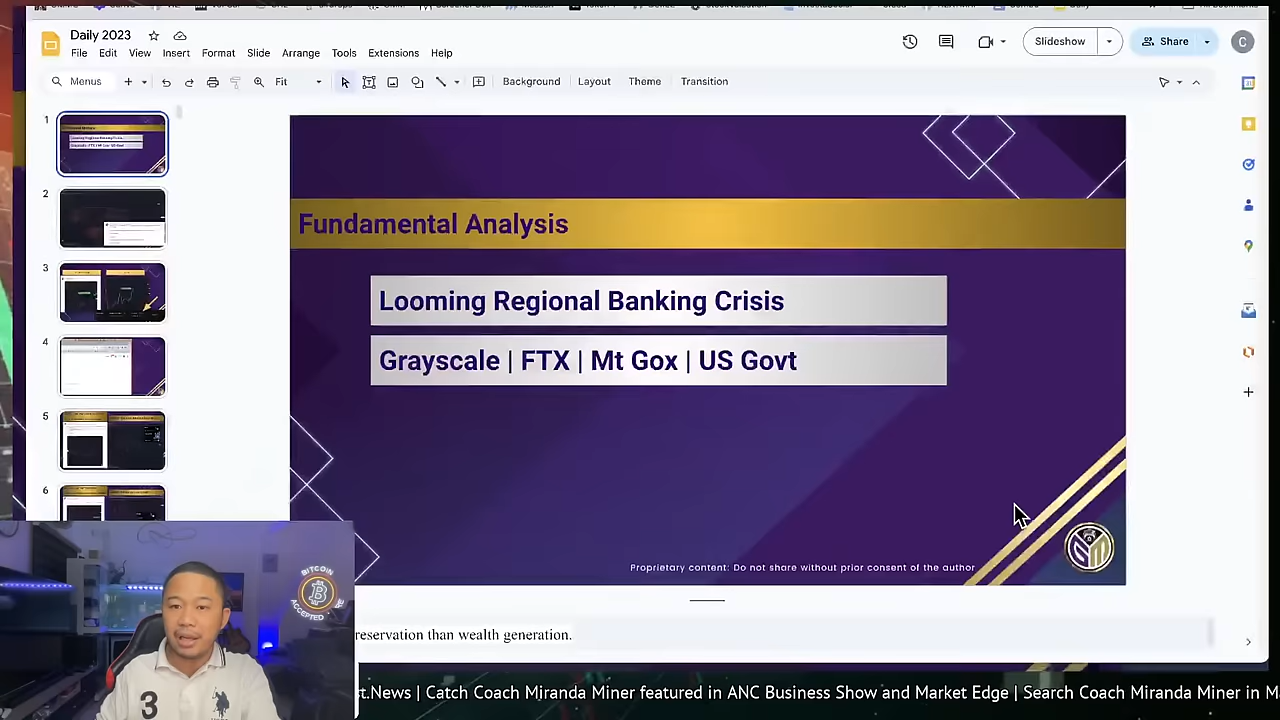 Daily 2023
File Edit View Insert Format Slide Arrange Tools Extensions Help
Slideshow
Share
C
Menus
Fit
Background
Layout
Theme
Transition
1
2
3
4
5
6
Fundamental Analysis
Looming Regional Banking Crisis
Grayscale | FTX | Mt Gox | US Govt
Proprietary content: Do not share without prior consent of the author
reservation than wealth generation.
BITCOIN
ACCEPTED
3
t.News | Catch Coach Miranda Miner featured in ANC Business Show and Market Edge | Search Coach Miranda Miner in M